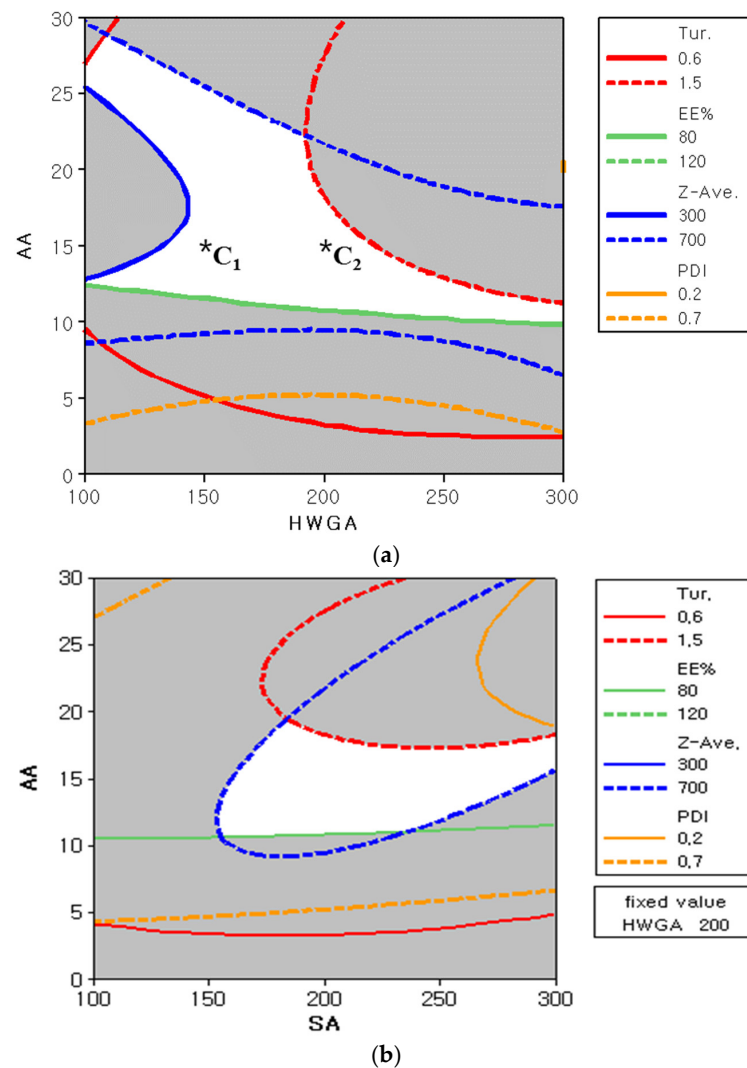 30
25
20
15
10
5
0
AA
*C₁
*C₂
100
150
200
250
300
HWGA
Tur.
0.6
1.5
EE%
80
120
Z-Ave.
300
700
PDI
0.2
0.7
(a)
30
25
20
15
10
5
0
AA
100
150
200
250
300
SA
Tur,
0,6
1,5
EE%
80
120
Z-Ave,
300
700
PDI
0,2
0,7
fixed value
HWGA 200
(b)